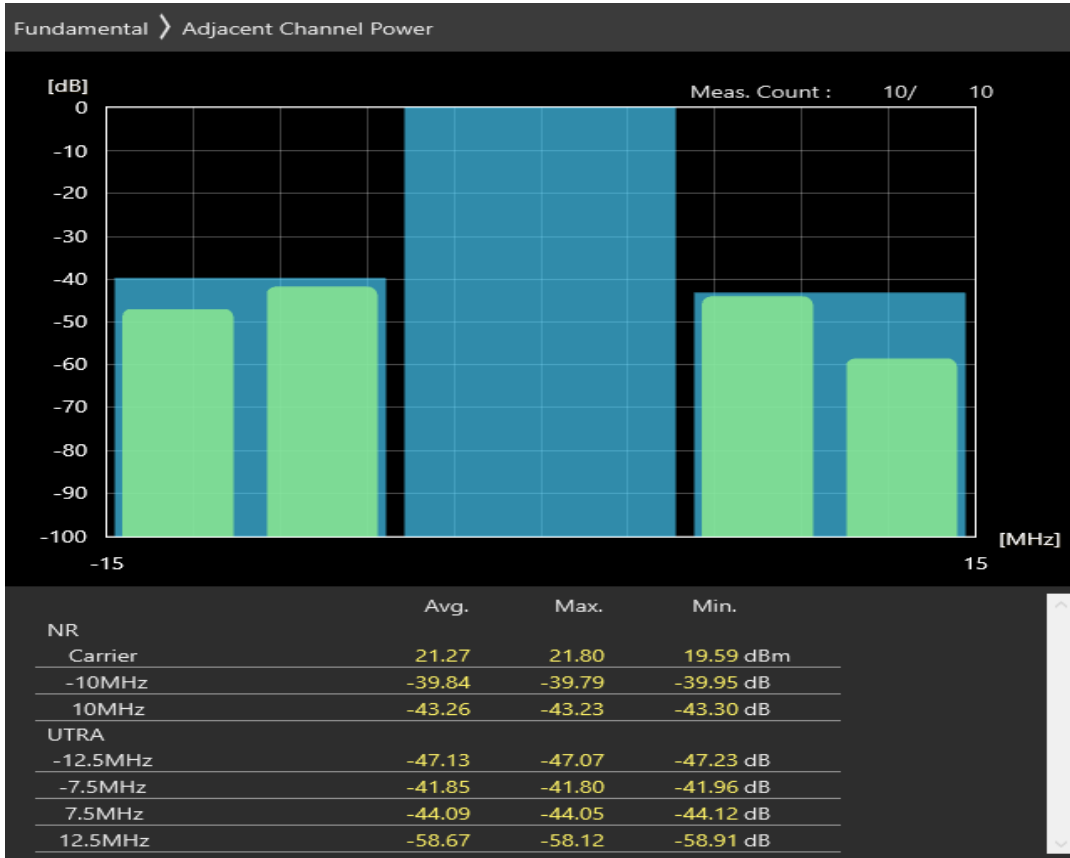 Fundamental 〉 Adjacent Channel Power
[dB]
Meas. Count : 10/ 10
0
-10
-20
-30
-40
-50
-60
-70
-80
-90
-100
[MHz]
-15 15
Avg. Max. Min.
NR
Carrier 21.27 21.80 19.59 dBm
-10MHz -39.84 -39.79 -39.95 dB
10MHz -43.26 -43.23 -43.30 dB
UTRA
-12.5MHz -47.13 -47.07 -47.23 dB
-7.5MHz -41.85 -41.80 -41.96 dB
7.5MHz -44.09 -44.05 -44.12 dB
12.5MHz -58.67 -58.12 -58.91 dB